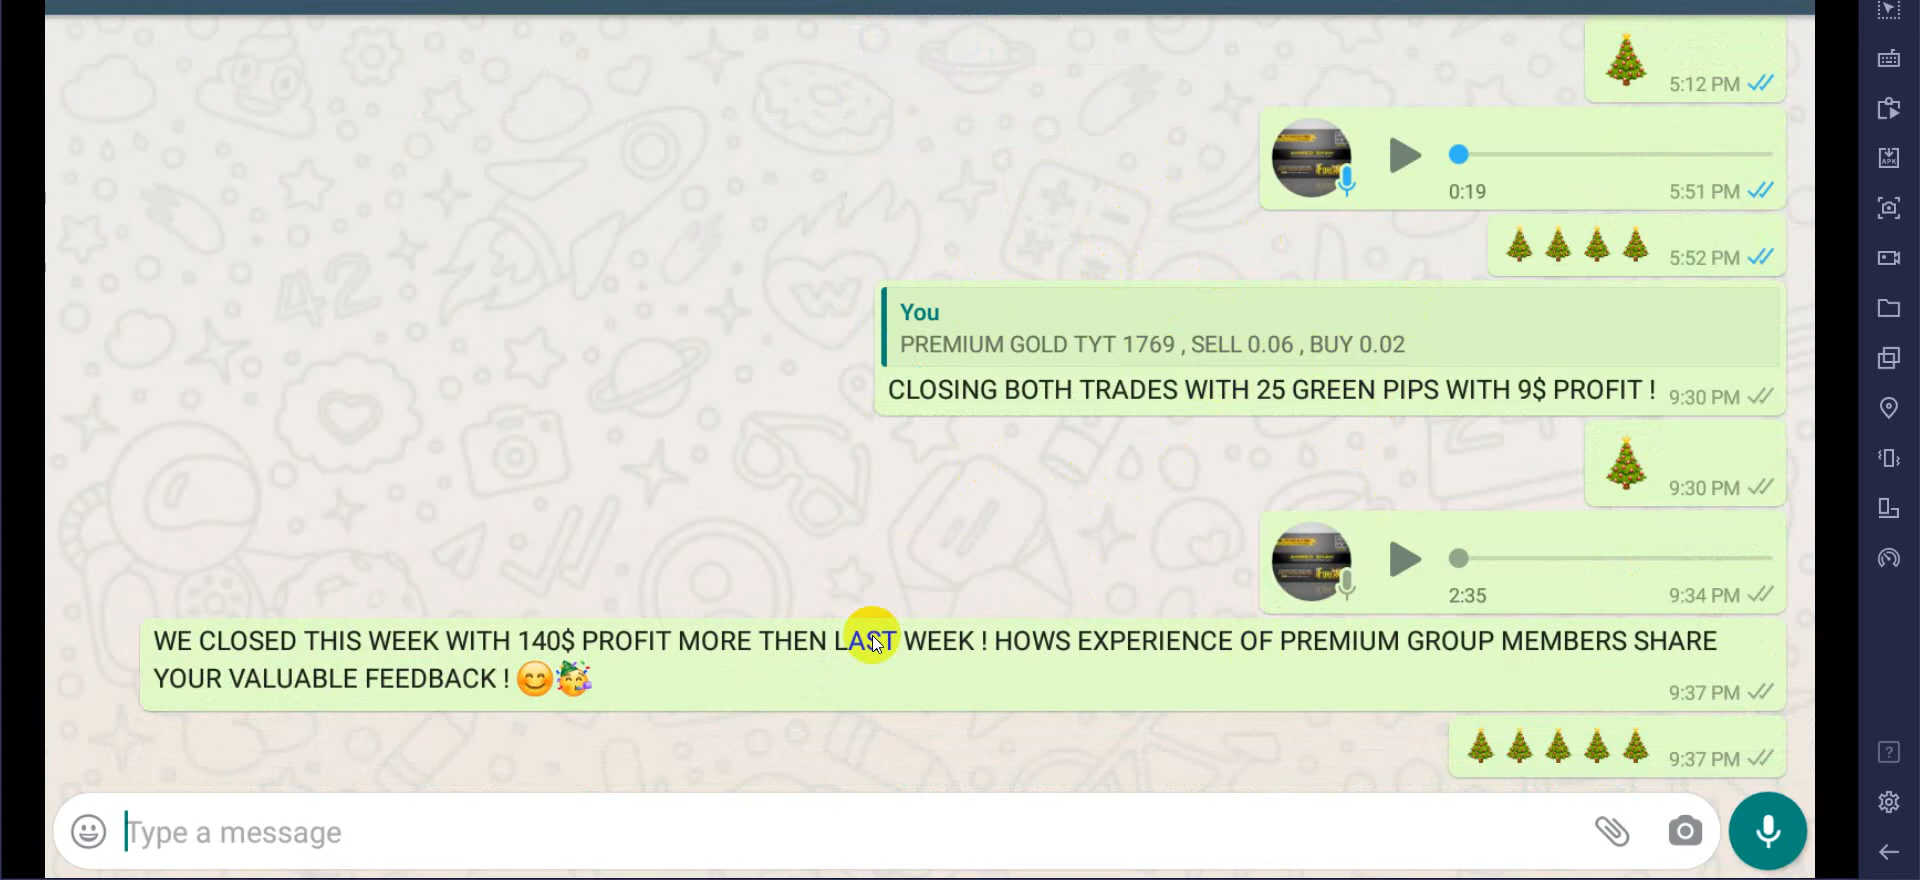 5:12 PM
0:19
5:51 PM
5:52 PM
You
PREMIUM GOLD TYT 1769 , SELL 0.06 , BUY 0.02
CLOSING BOTH TRADES WITH 25 GREEN PIPS WITH 9$ PROFIT !
9:30 PM
9:30 PM
2:35
9:34 PM
WE CLOSED THIS WEEK WITH 140$ PROFIT MORE THEN LAST WEEK ! HOWS EXPERIENCE OF PREMIUM GROUP MEMBERS SHARE
YOUR VALUABLE FEEDBACK ! 😊🥳
9:37 PM
9:37 PM
Type a message